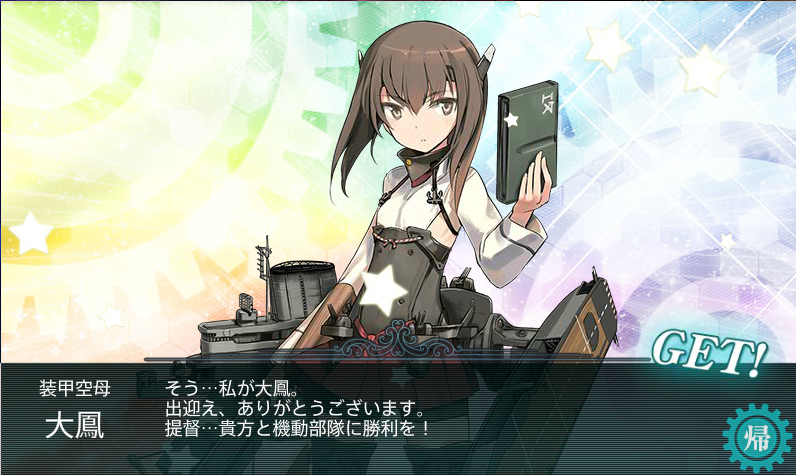 攻
GET!
装甲空母
大鳳
そう…私が大鳳。
出迎え、ありがとうございます。
提督…貴方と機動部隊に勝利を！
帰